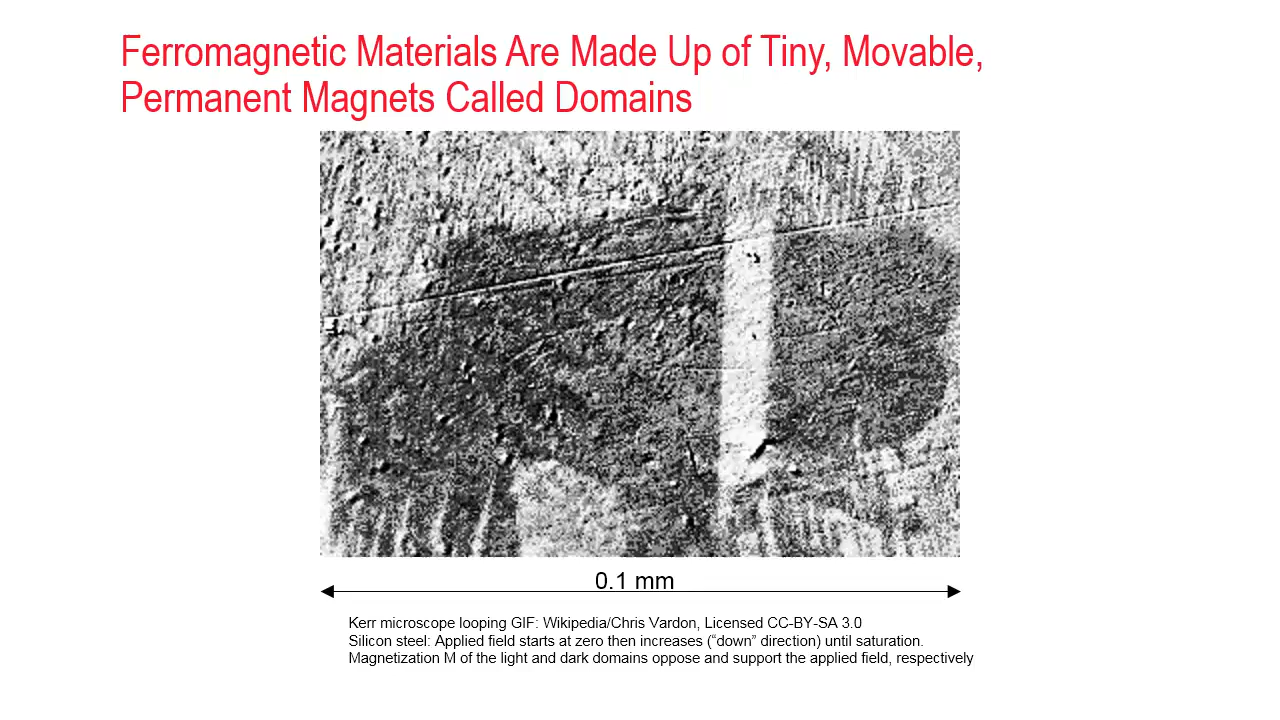 Ferromagnetic Materials Are Made Up of Tiny, Movable,
Permanent Magnets Called Domains
0.1 mm
Kerr microscope looping GIF: Wikipedia/Chris Vardon, Licensed CC-BY-SA 3.0
Silicon steel: Applied field starts at zero then increases (“down” direction) until saturation.
Magnetization M of the light and dark domains oppose and support the applied field, respectively